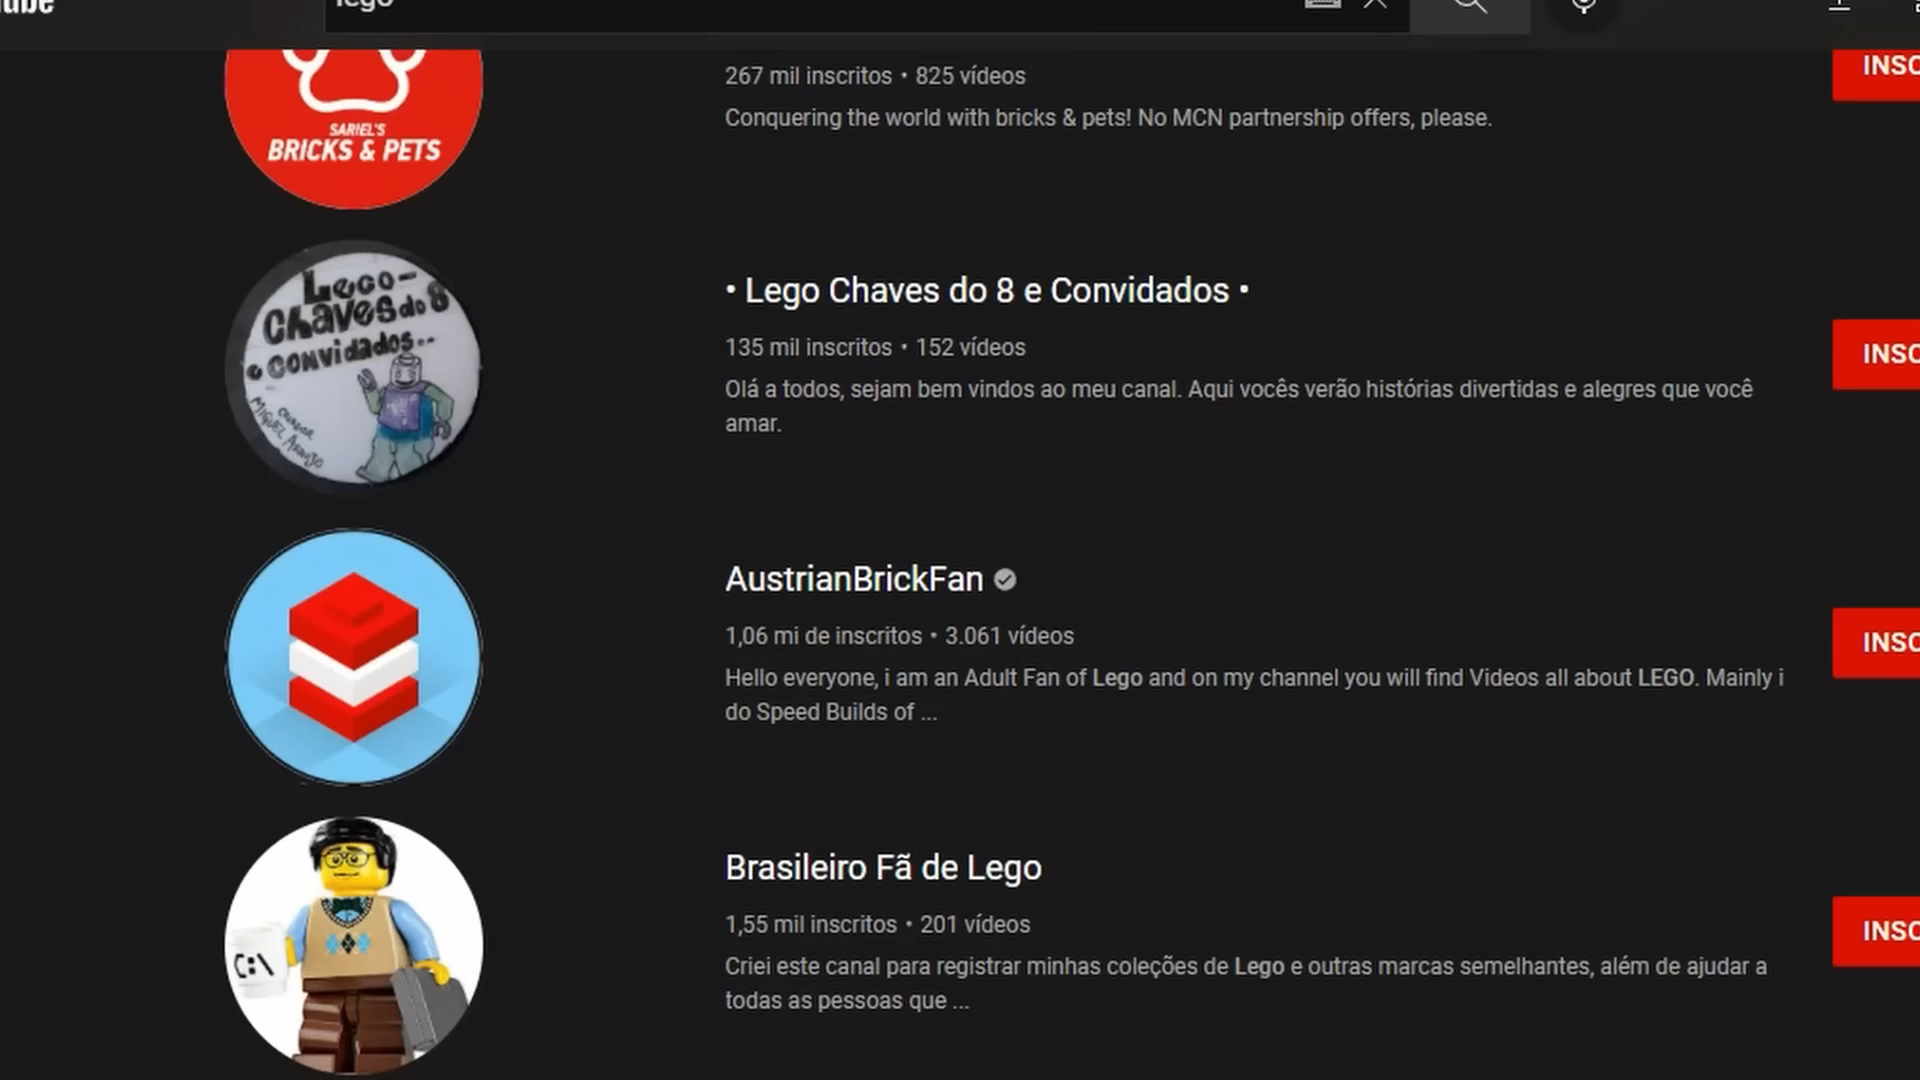 lego
267 mil inscritos • 825 vídeos
INSC
Conquering the world with bricks & pets! No MCN partnership offers, please.
SARIEL'S
BRICKS & PETS
• Lego Chaves do 8 e Convidados •
LEGO-
CHAVES do 8
e CONVIdados..
CRIADOR
MIGUEL ARAUJO
135 mil inscritos • 152 vídeos
INSC
Olá a todos, sejam bem vindos ao meu canal. Aqui vocês verão histórias divertidas e alegres que você
amar.
AustrianBrickFan
1,06 mi de inscritos • 3.061 vídeos
INSC
Hello everyone, i am an Adult Fan of Lego and on my channel you will find Videos all about LEGO. Mainly i
do Speed Builds of ...
Brasileiro Fã de Lego
1,55 mil inscritos • 201 vídeos
INSC
C:\
Criei este canal para registrar minhas coleções de Lego e outras marcas semelhantes, além de ajudar a
todas as pessoas que ...